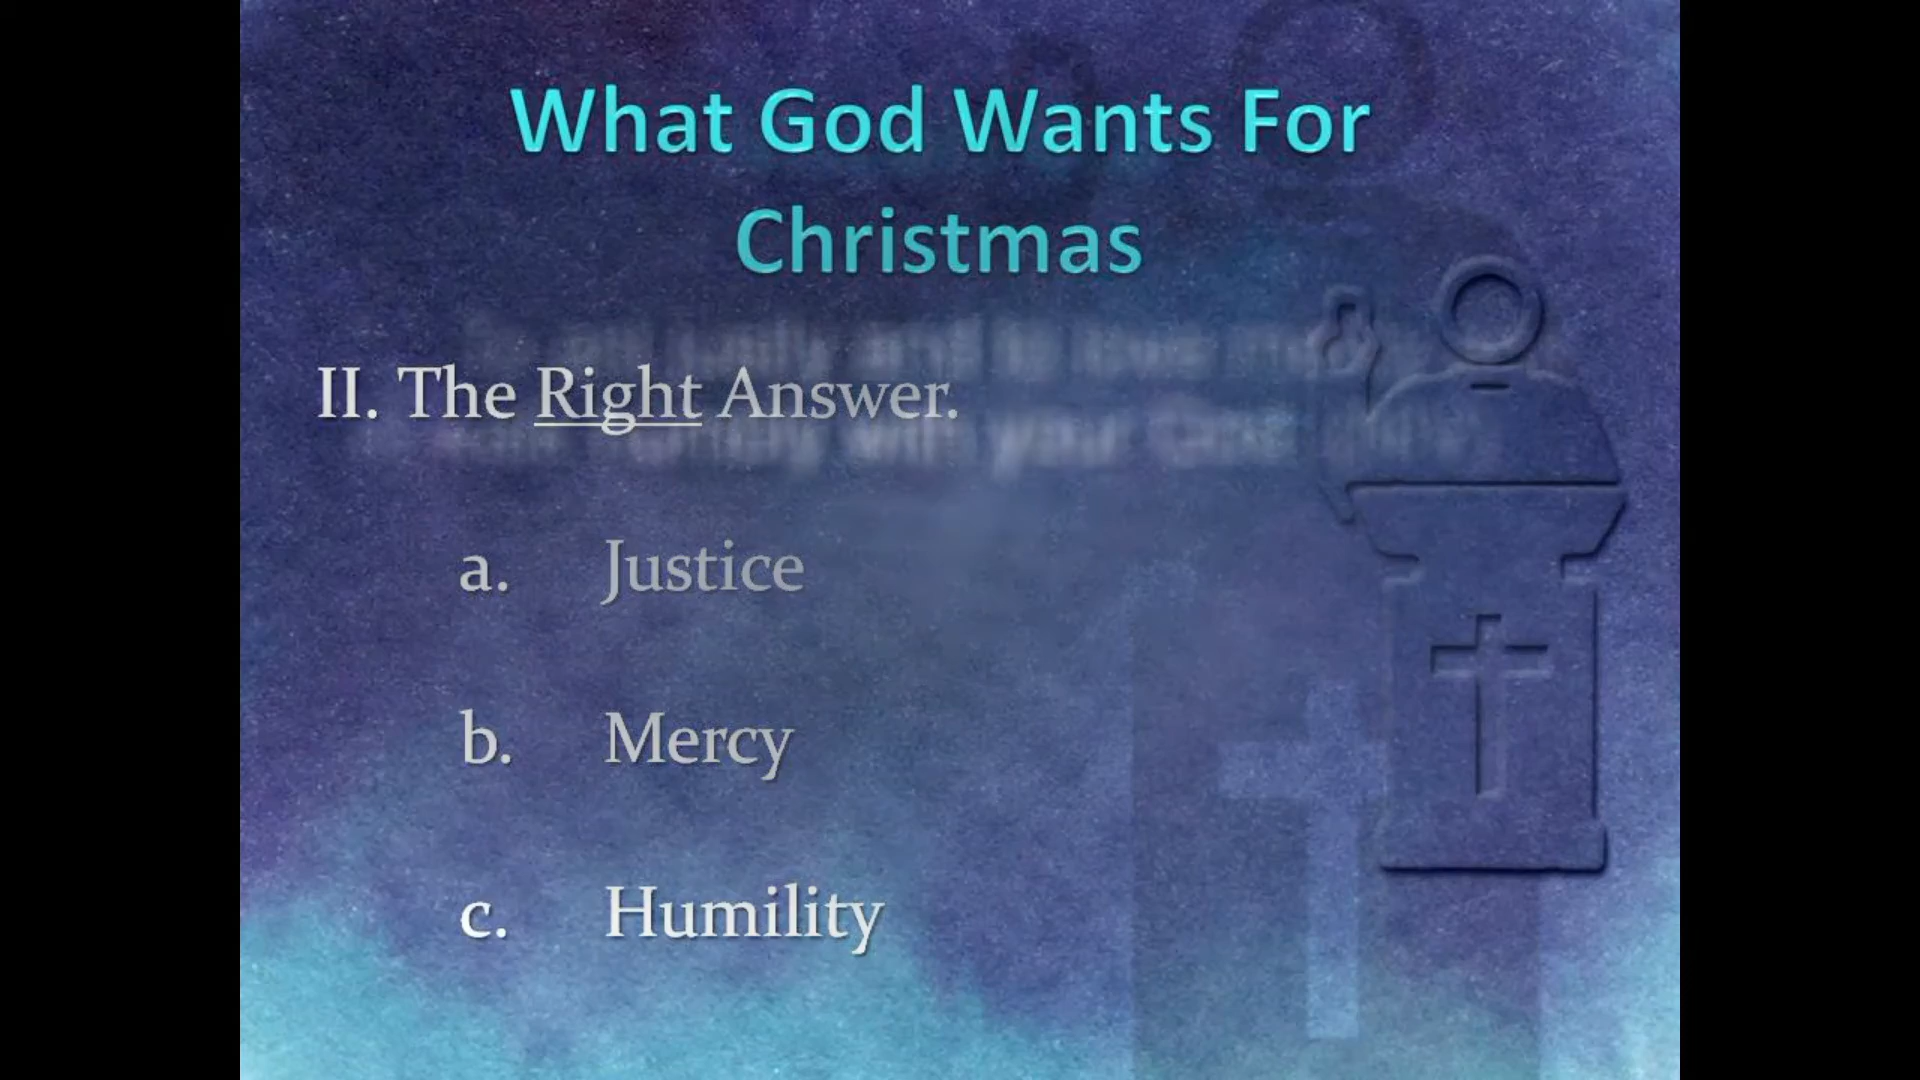 What God Wants For
Christmas
II. The Right Answer.
a. Justice
b. Mercy
c. Humility